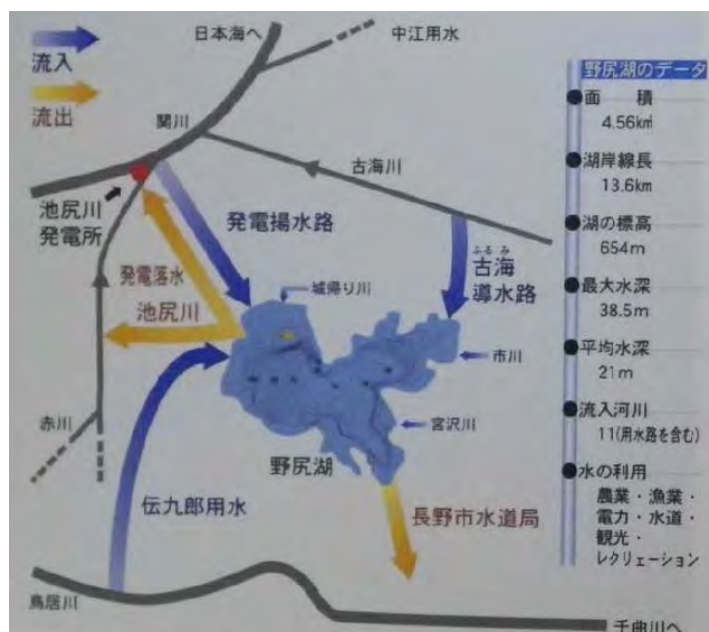 流入
流出
日本海へ
中江用水
関川
古海川
池尻川
発電所
発電揚水路
発電落水
池尻川
城帰り川
ふるみ
古海
導水路
市川
赤川
宮沢川
野尻湖
伝九郎用水
長野市水道局
鳥居川
千曲川へ
野尻湖のデータ
●面　積
4.56km²
●湖岸線長
13.6km
●湖の標高
654m
●最大水深
38.5m
●平均水深
21m
●流入河川
11(用水路を含む)
●水の利用
農業・漁業・
電力・水道・
観光・
レクリェーション